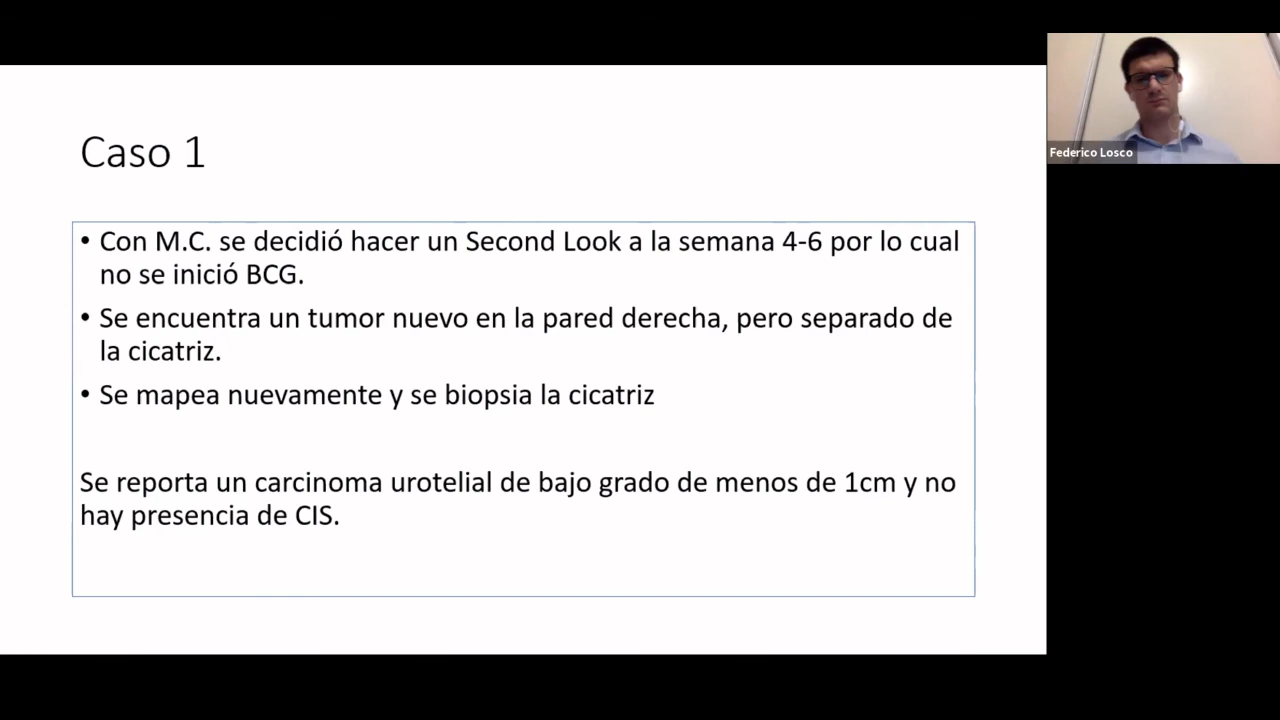 Caso 1
• Con M.C. se decidió hacer un Second Look a la semana 4-6 por lo cual
no se inició BCG.
• Se encuentra un tumor nuevo en la pared derecha, pero separado de
la cicatriz.
• Se mapea nuevamente y se biopsia la cicatriz
Se reporta un carcinoma urotelial de bajo grado de menos de 1cm y no
hay presencia de CIS.
Federico Losco